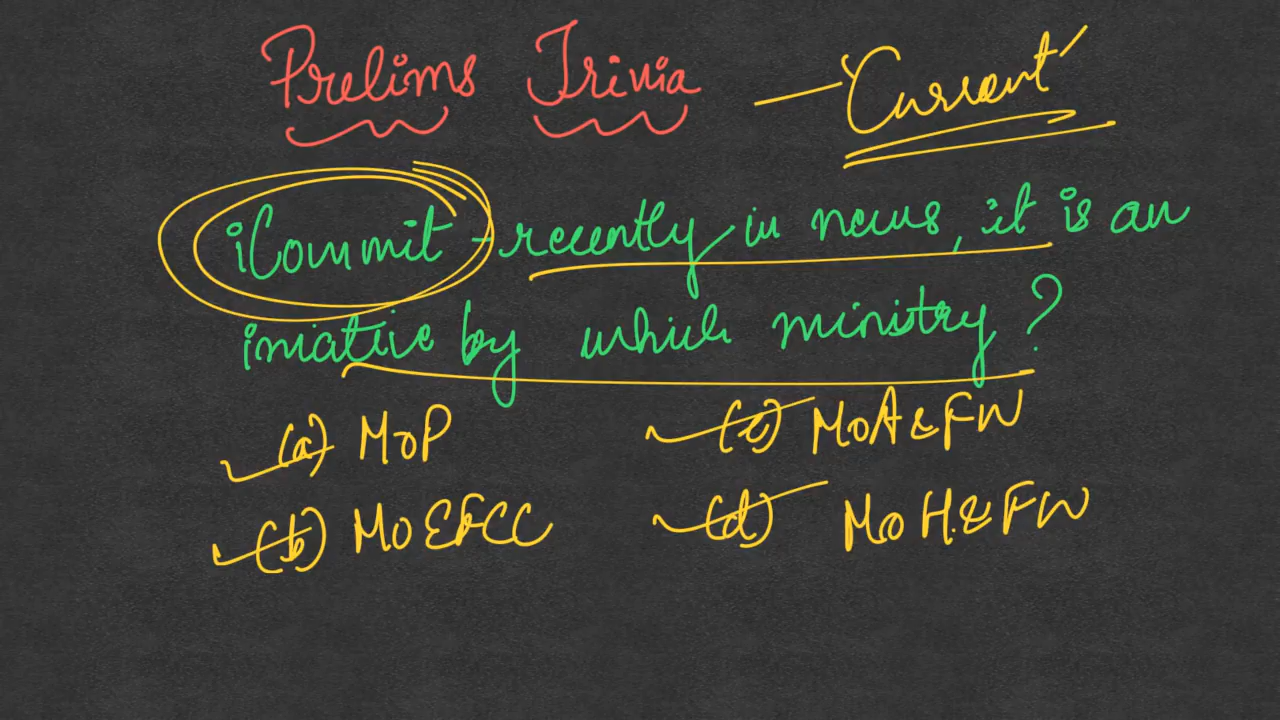 Prelims Trivia - 'Current'
iCommit - recently in news, it is an
iniative by which ministry?
(a) MoP (c) MoA&FW
(b) MoEFCC (d) MoH&FW